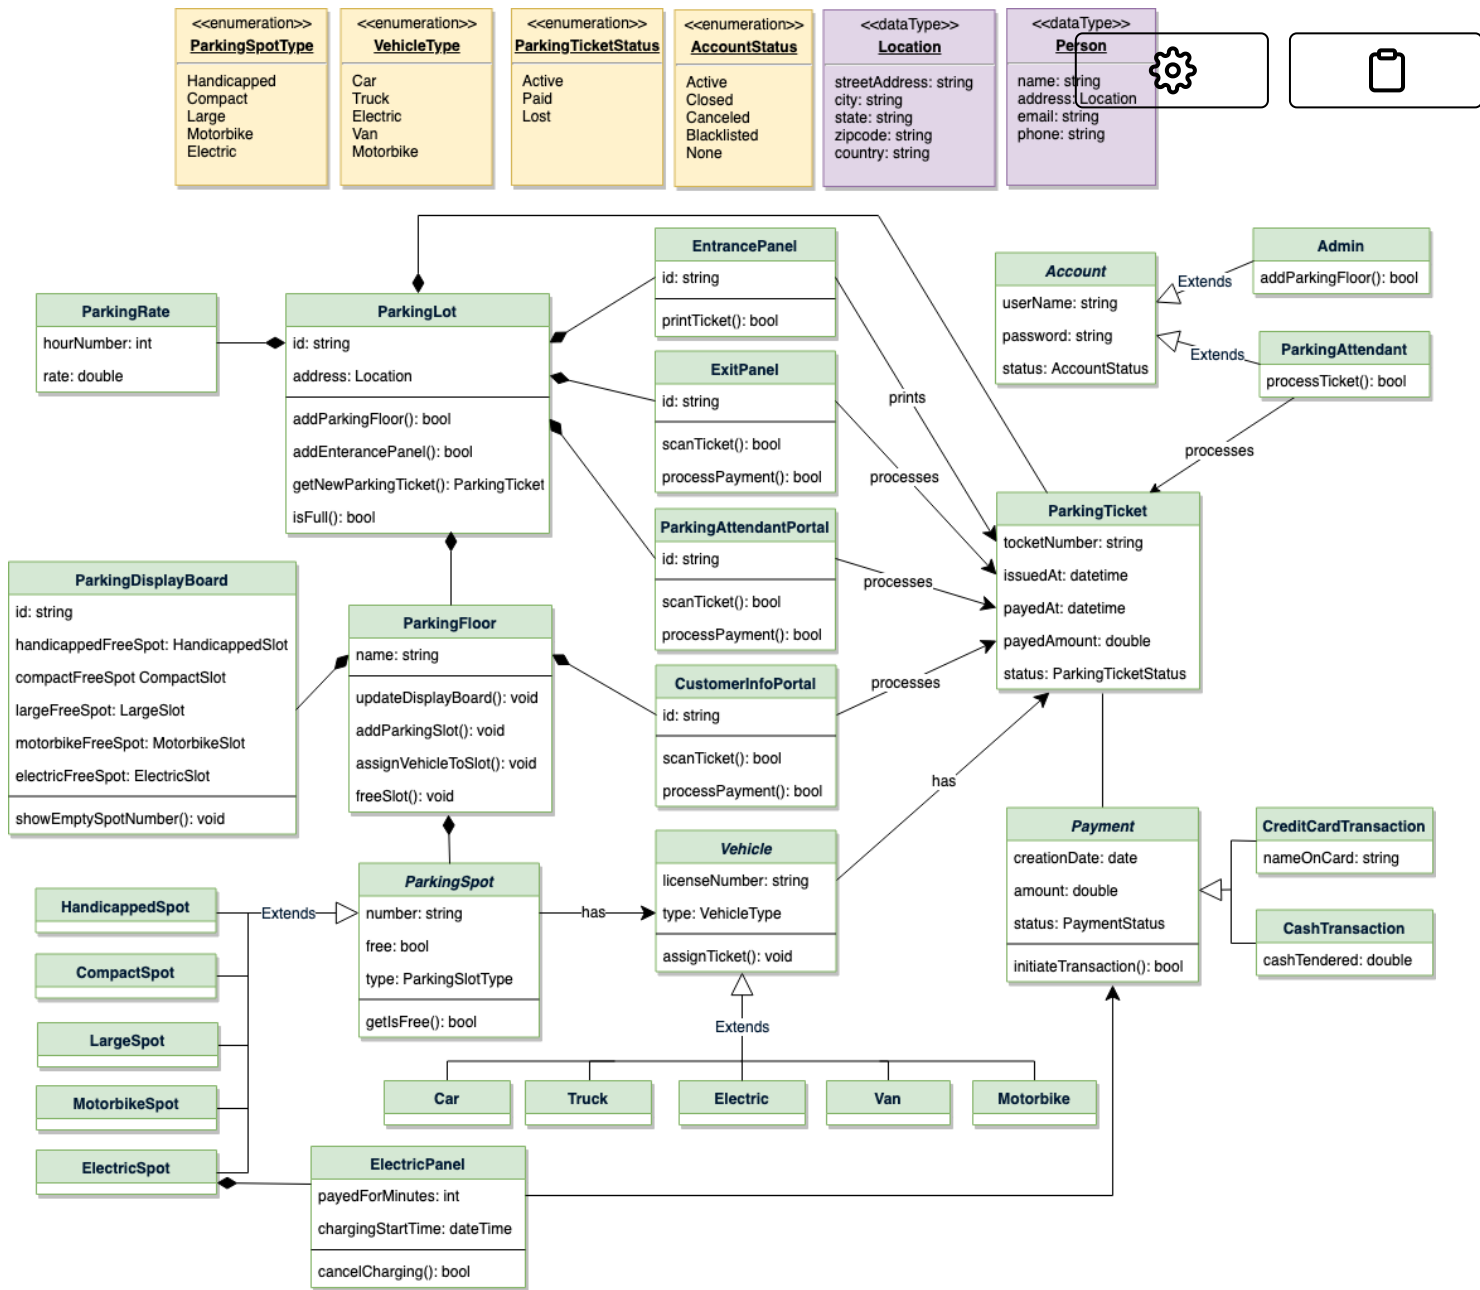 <<enumeration>>
ParkingSpotType
Handicapped
Compact
Large
Motorbike
Electric
<<enumeration>>
VehicleType
Car
Truck
Electric
Van
Motorbike
<<enumeration>>
ParkingTicketStatus
Active
Paid
Lost
<<enumeration>>
AccountStatus
Active
Closed
Canceled
Blacklisted
None
<<dataType>>
Location
streetAddress: string
city: string
state: string
zipcode: string
country: string
<<dataType>>
Person
name: string
address: Location
email: string
phone: string
ParkingRate
hourNumber: int
rate: double
ParkingLot
id: string
address: Location
addParkingFloor(): bool
addEnterancePanel(): bool
getNewParkingTicket(): ParkingTicket
isFull(): bool
EntrancePanel
id: string
printTicket(): bool
ExitPanel
id: string
scanTicket(): bool
processPayment(): bool
ParkingAttendantPortal
id: string
scanTicket(): bool
processPayment(): bool
CustomerInfoPortal
id: string
scanTicket(): bool
processPayment(): bool
prints
processes
processes
processes
Account
userName: string
password: string
status: AccountStatus
Extends
Extends
Admin
addParkingFloor(): bool
ParkingAttendant
processTicket(): bool
processes
ParkingTicket
tocketNumber: string
issuedAt: datetime
payedAt: datetime
payedAmount: double
status: ParkingTicketStatus
ParkingDisplayBoard
id: string
handicappedFreeSpot: HandicappedSlot
compactFreeSpot CompactSlot
largeFreeSpot: LargeSlot
motorbikeFreeSpot: MotorbikeSlot
electricFreeSpot: ElectricSlot
showEmptySpotNumber(): void
ParkingFloor
name: string
updateDisplayBoard(): void
addParkingSlot(): void
assignVehicleToSlot(): void
freeSlot(): void
has
Payment
creationDate: date
amount: double
status: PaymentStatus
initiateTransaction(): bool
CreditCardTransaction
nameOnCard: string
CashTransaction
cashTendered: double
ParkingSpot
number: string
free: bool
type: ParkingSlotType
getIsFree(): bool
has
Vehicle
licenseNumber: string
type: VehicleType
assignTicket(): void
Extends
Car
Truck
Electric
Van
Motorbike
HandicappedSpot
Extends
CompactSpot
LargeSpot
MotorbikeSpot
ElectricSpot
ElectricPanel
payedForMinutes: int
chargingStartTime: dateTime
cancelCharging(): bool